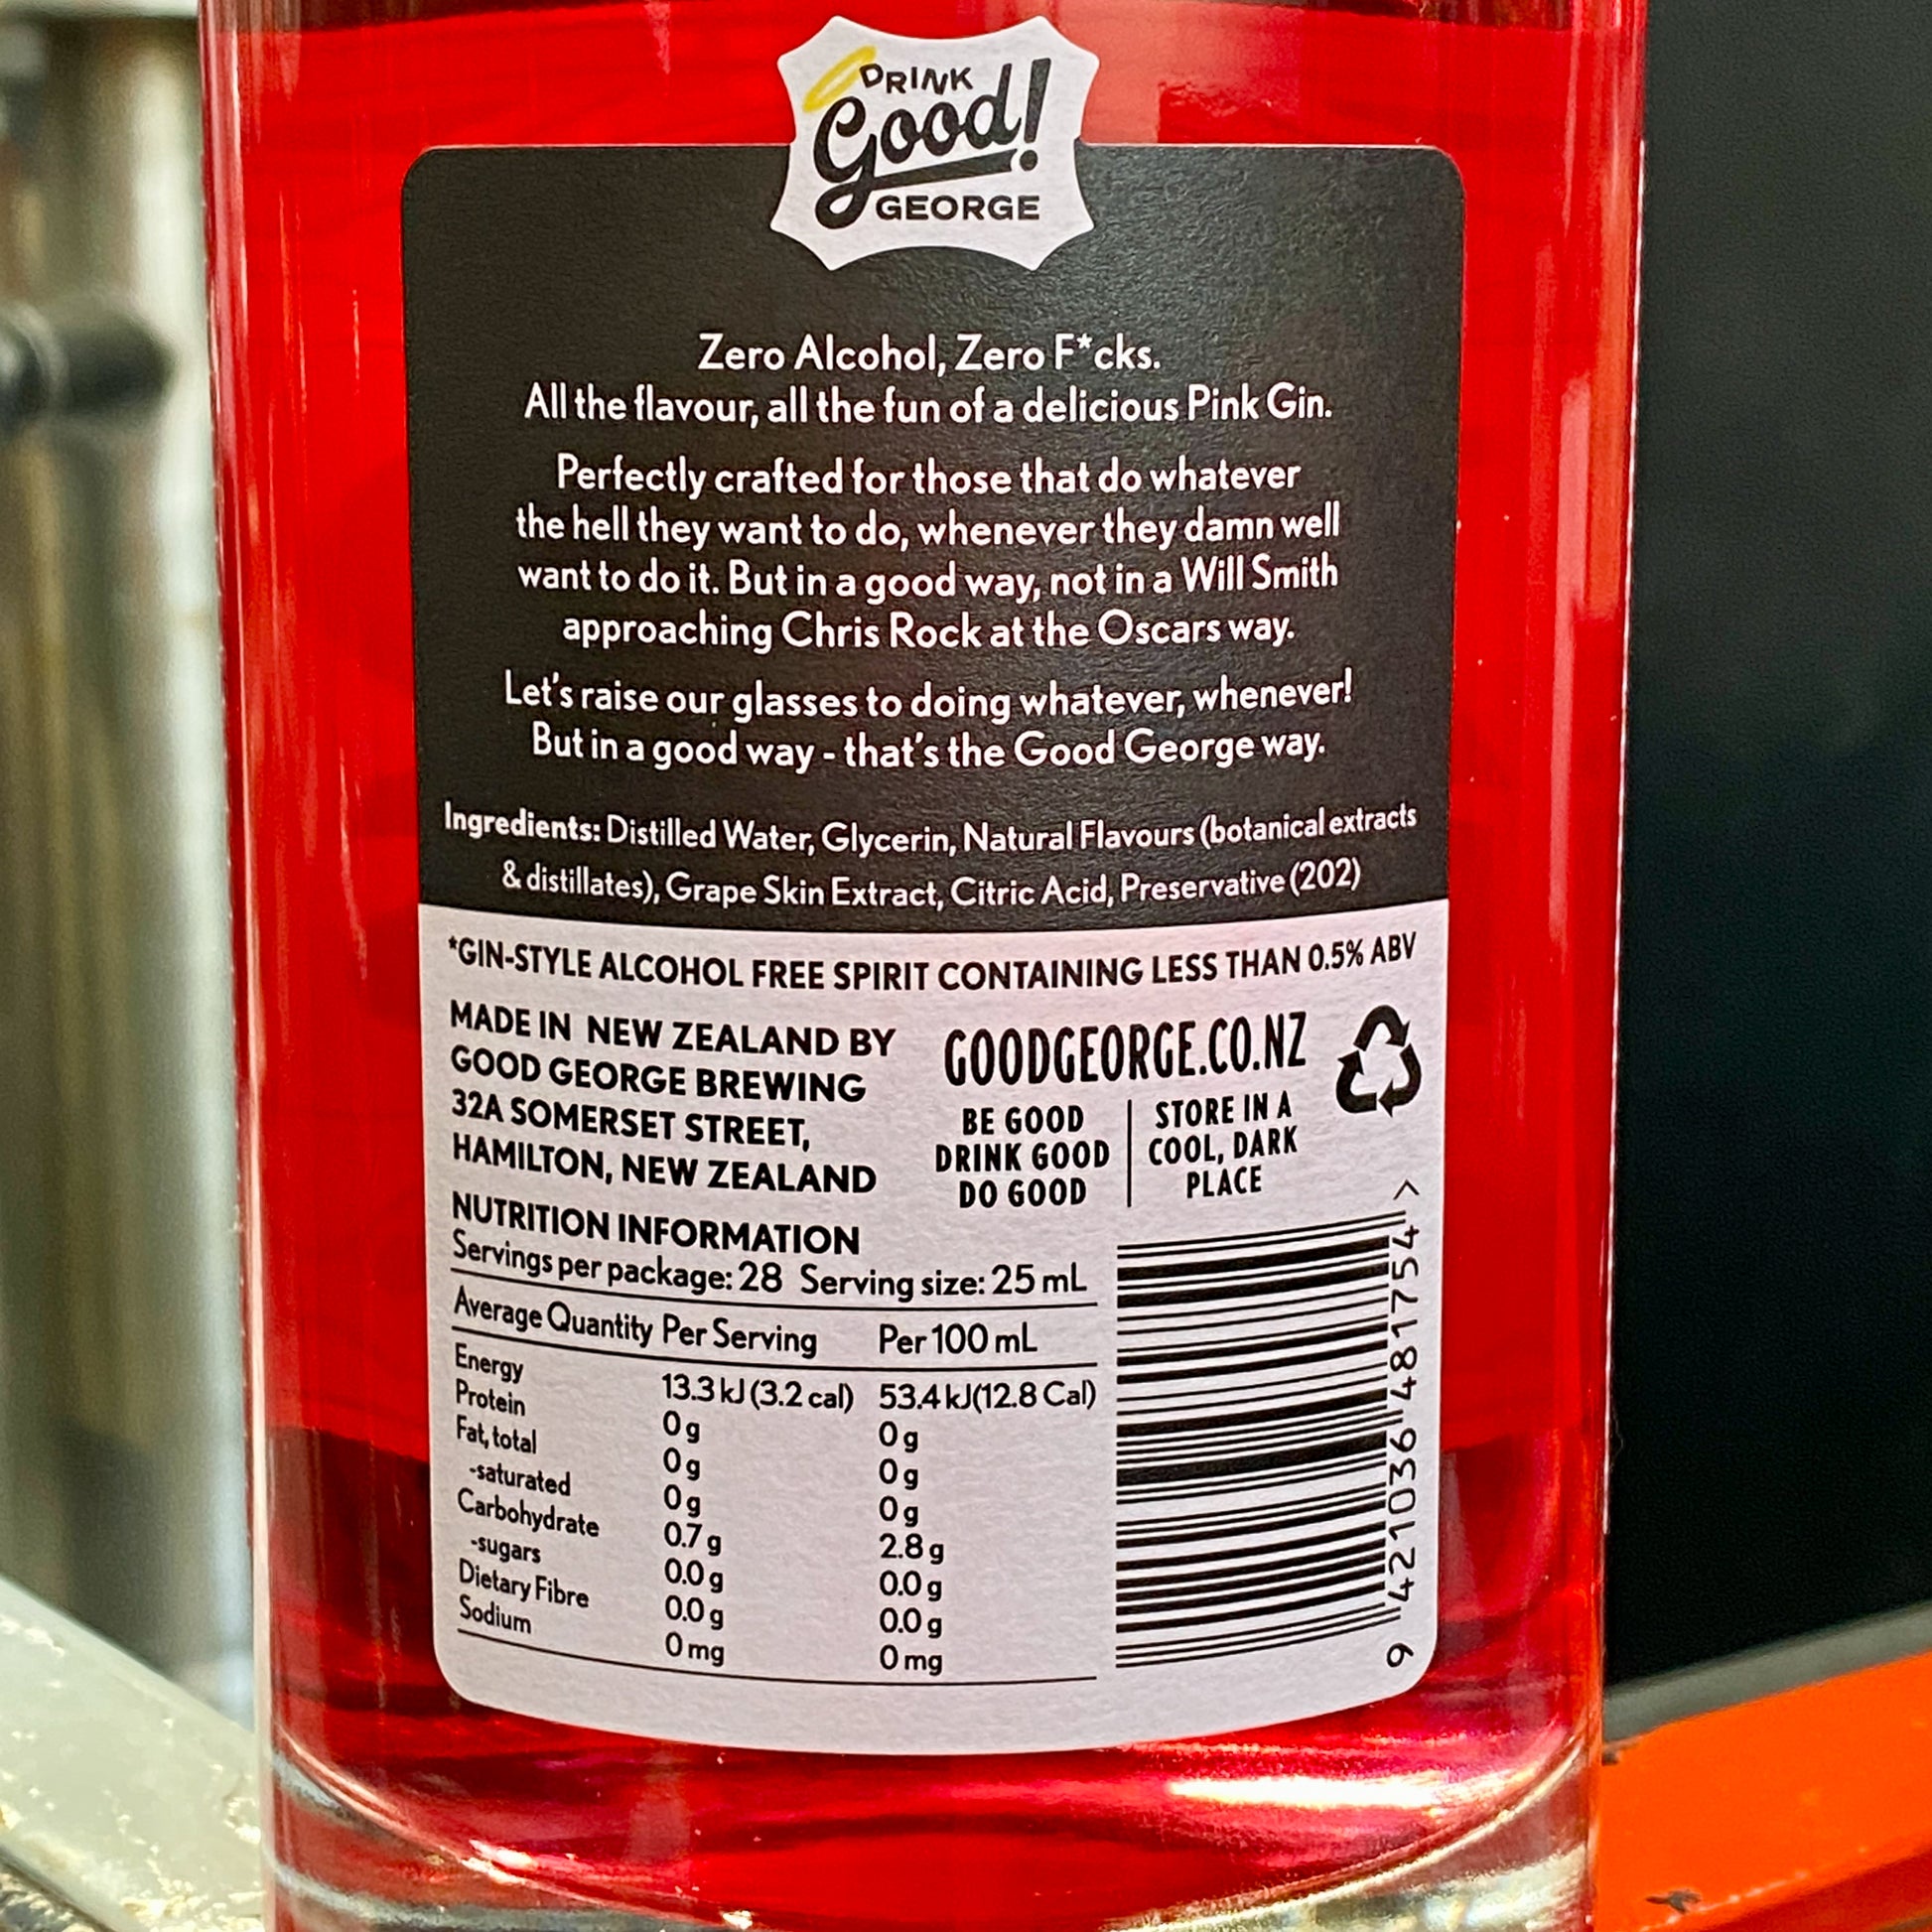 DRINK
Good!
GEORGE
Zero Alcohol, Zero F*cks.
All the flavour, all the fun of a delicious Pink Gin.
Perfectly crafted for those that do whatever
the hell they want to do, whenever they damn well
want to do it. But in a good way, not in a Will Smith
approaching Chris Rock at the Oscars way.
Let's raise our glasses to doing whatever, whenever!
But in a good way - that's the Good George way.
Ingredients: Distilled Water, Glycerin, Natural Flavours (botanical extracts
& distillates), Grape Skin Extract, Citric Acid, Preservative (202)
*GIN-STYLE ALCOHOL FREE SPIRIT CONTAINING LESS THAN 0.5% ABV
MADE IN NEW ZEALAND BY
GOOD GEORGE BREWING
32A SOMERSET STREET,
HAMILTON, NEW ZEALAND
GOODGEORGE.CO.NZ
BE GOOD
DRINK GOOD
DO GOOD
STORE IN A
COOL, DARK
PLACE
NUTRITION INFORMATION
Servings per package: 28 Serving size: 25 mL
Average Quantity Per Serving Per 100 mL
Energy 13.3 kJ (3.2 cal) 53.4 kJ(12.8 Cal)
Protein 0 g 0 g
Fat, total 0 g 0 g
-saturated 0 g 0 g
Carbohydrate 0.7 g 2.8 g
-sugars 0.0 g 0.0 g
Dietary Fibre 0.0 g 0.0 g
Sodium 0 mg 0 mg
9 421036 481754 >